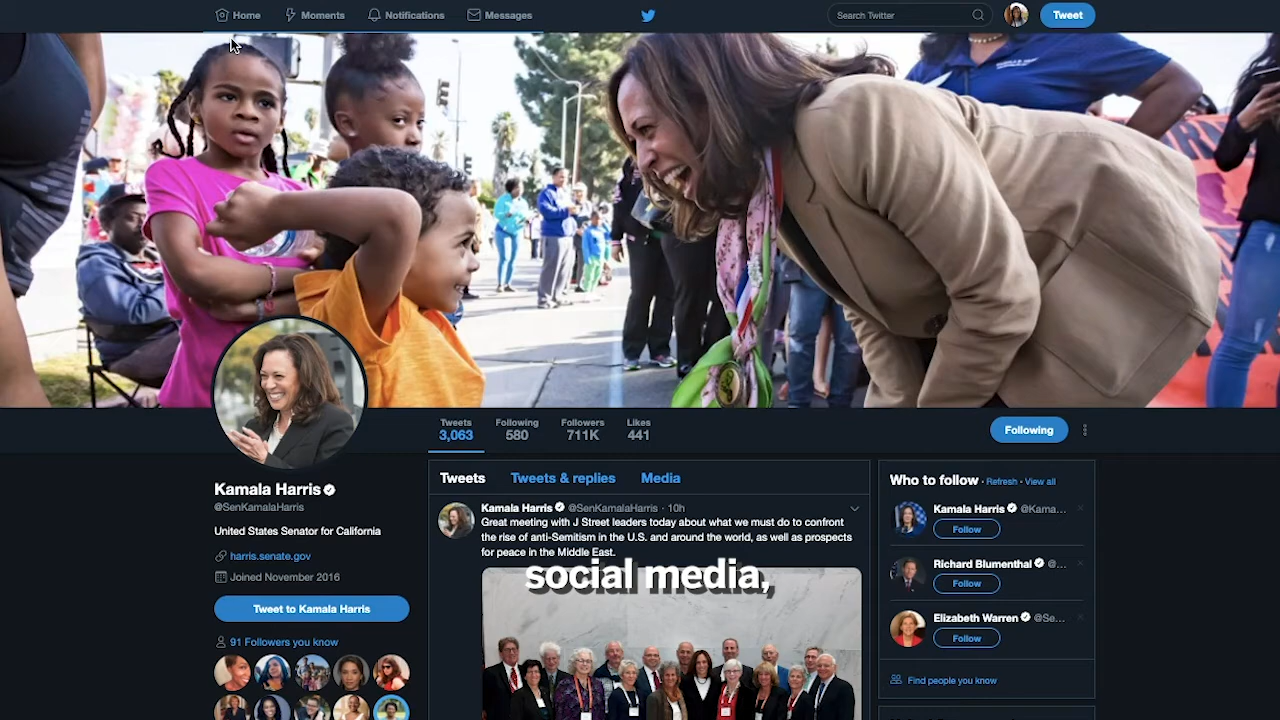 Home
Moments
Notifications
Messages
Search Twitter
Tweet
Tweets
3,063
Following
580
Followers
711K
Likes
441
Following
Kamala Harris
@SenKamalaHarris
United States Senator for California
harris.senate.gov
Joined November 2016
Tweet to Kamala Harris
91 Followers you know
Tweets
Tweets & replies
Media
Kamala Harris @SenKamalaHarris · 10h
Great meeting with J Street leaders today about what we must do to confront
the rise of anti-Semitism in the U.S. and around the world, as well as prospects
for peace in the Middle East.
social media,
Who to follow · Refresh · View all
Kamala Harris @Kama...
Follow
Richard Blumenthal @...
Follow
Elizabeth Warren @Se...
Follow
Find people you know